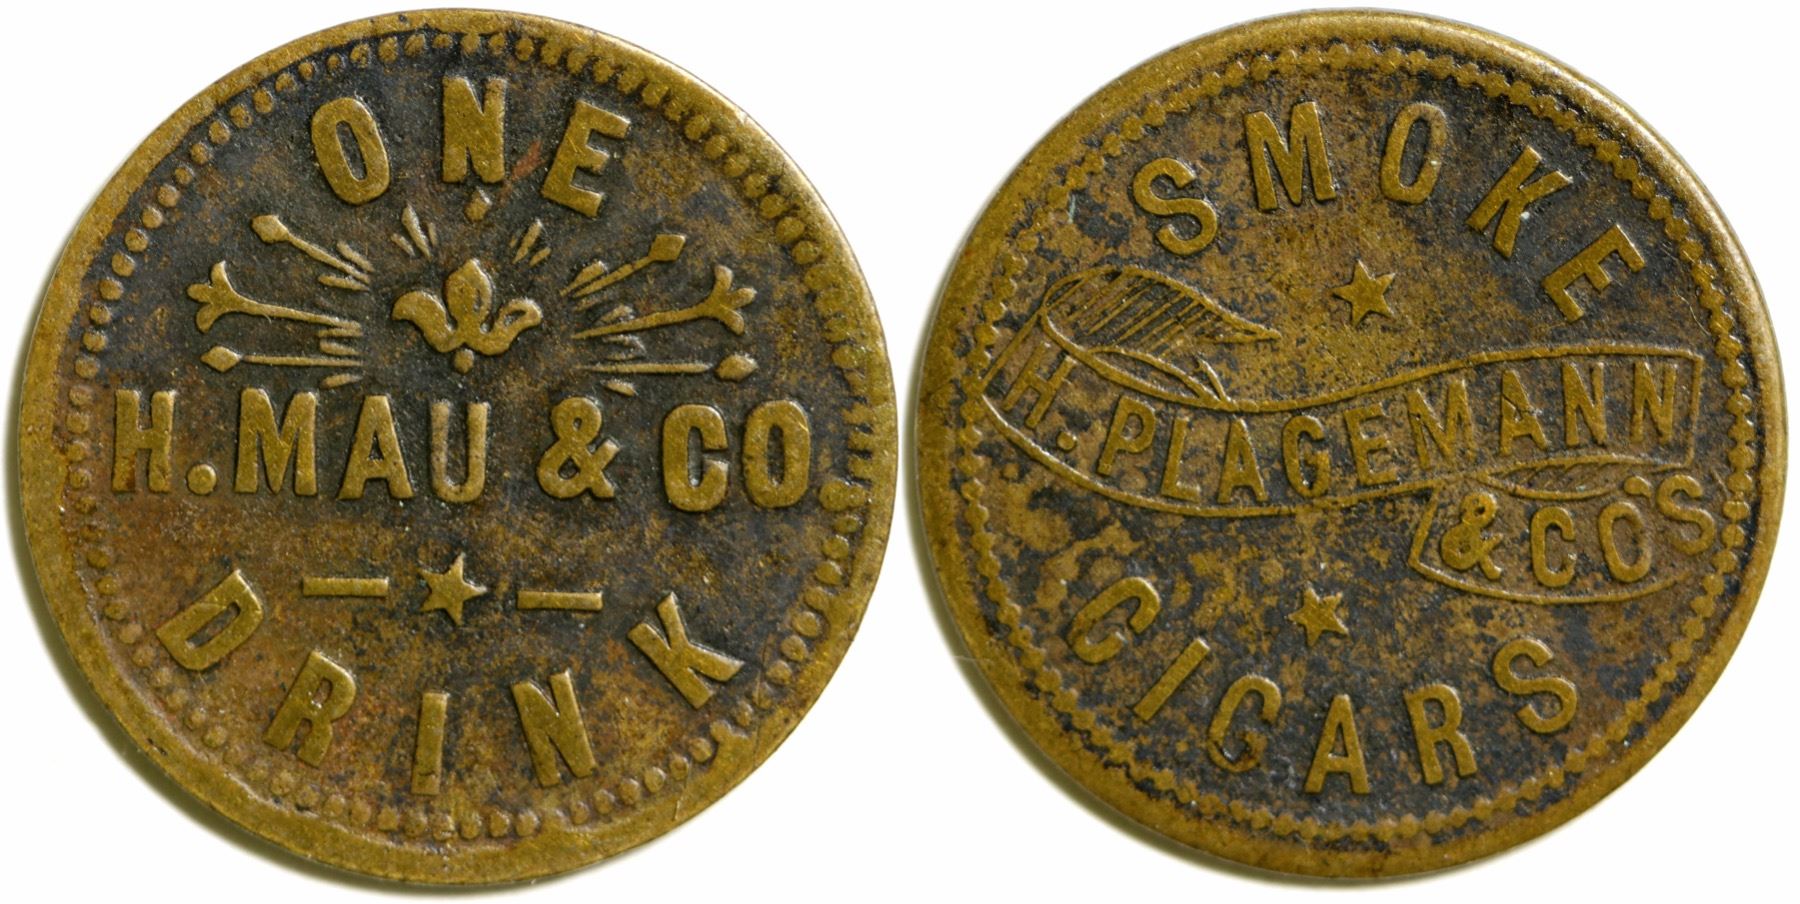 ONE
H. MAU & CO
DRINK
SMOKE
H. PLAGEMANN
& CO'S
CIGARS